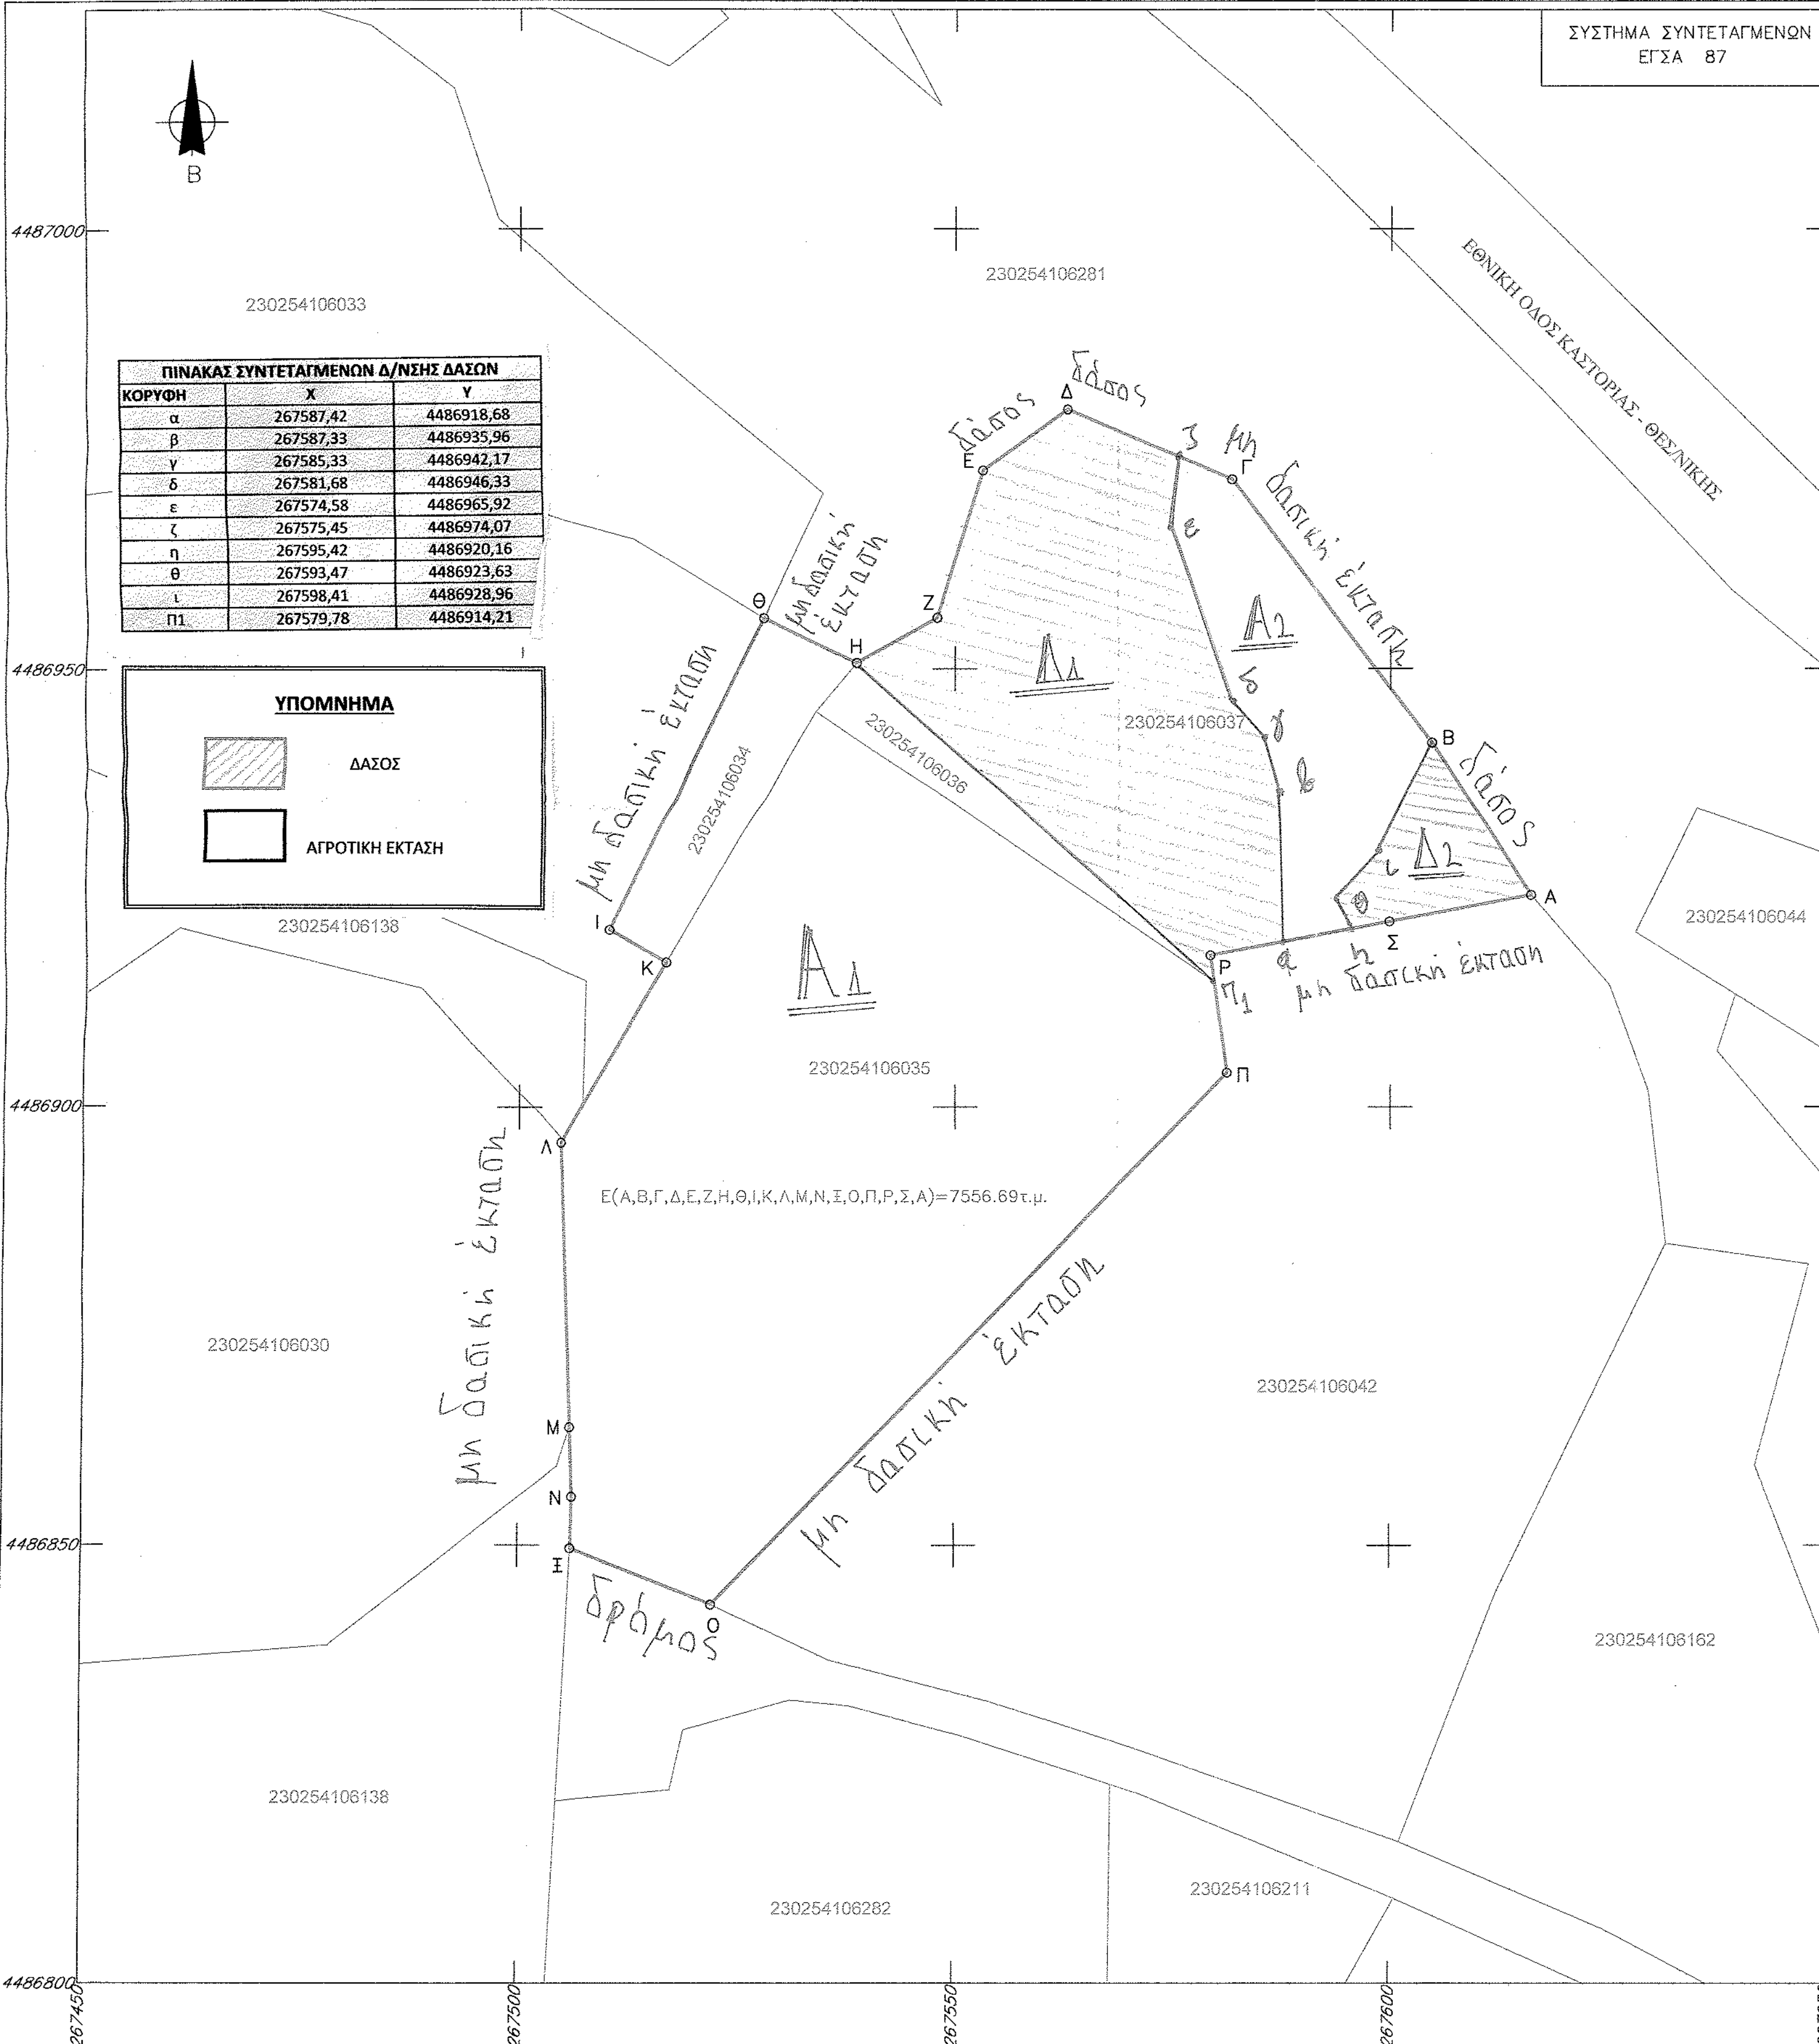 ΣΥΣΤΗΜΑ ΣΥΝΤΕΤΑΓΜΕΝΩΝ
ΕΓΣΑ 87
Β
4487000
230254106281
230254106033
ΕΘΝΙΚΗ ΟΔΟΣ ΚΑΣΤΟΡΙΑΣ - ΘΕΣ/ΝΙΚΗΣ
ΠΙΝΑΚΑΣ ΣΥΝΤΕΤΑΓΜΕΝΩΝ Δ/ΝΣΗΣ ΔΑΣΩΝ
ΚΟΡΥΦΗ Χ Υ
α 267587,42 4486918,68
β 267587,33 4486935,96
γ 267585,33 4486942,17
δ 267581,68 4486946,33
ε 267574,58 4486965,92
ζ 267575,45 4486974,07
η 267595,42 4486920,16
θ 267593,47 4486923,63
ι 267598,41 4486928,96
Π1 267579,78 4486914,21
δάσος
Δ
δάσος
Ε
ζ
μη δασική έκταση
Γ
ε
Θ
μη δασική
έκταση
Ζ
Η
Α2
Δ1
4486950
δ
230254106037
γ
β
Β
δάσος
230254106036
230254106034
μη δασική έκταση
ΥΠΟΜΝΗΜΑ
ΔΑΣΟΣ
ΑΓΡΟΤΙΚΗ ΕΚΤΑΣΗ
ι
Δ2
θ
Α
230254106044
230254106138
Ι
Κ
Α1
Ρ
α
η
Σ
μη δασική έκταση
Π1
230254106035
Π
4486900
Λ
Ε(Α,Β,Γ,Δ,Ε,Ζ,Η,Θ,Ι,Κ,Λ,Μ,Ν,Ξ,Ο,Π,Ρ,Σ,Α)=7556.69τ.μ.
μη δασική έκταση
μη δασική έκταση
230254106030
230254106042
Μ
Ν
4486850
Ξ
δρόμος
Ο
230254106162
230254106138
230254106282
230254106211
4486800
267450
267500
267550
267600